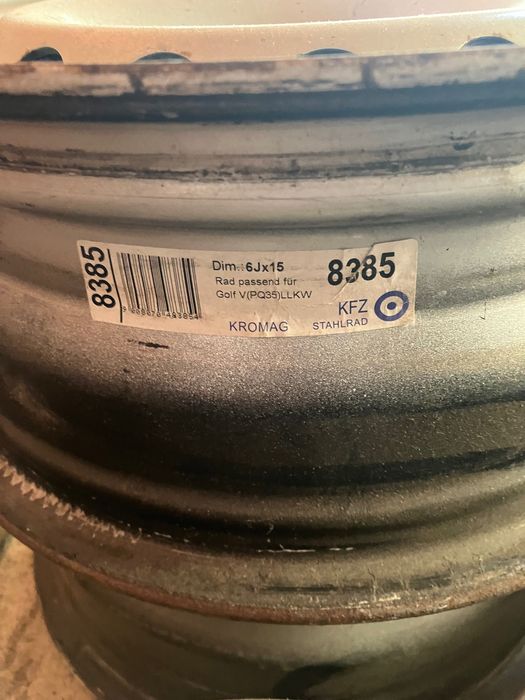 8385
Dim.:6Jx15
8385
Rad passend für
Golf V(PQ35)LLKW
KFZ
KROMAG
STAHLRAD